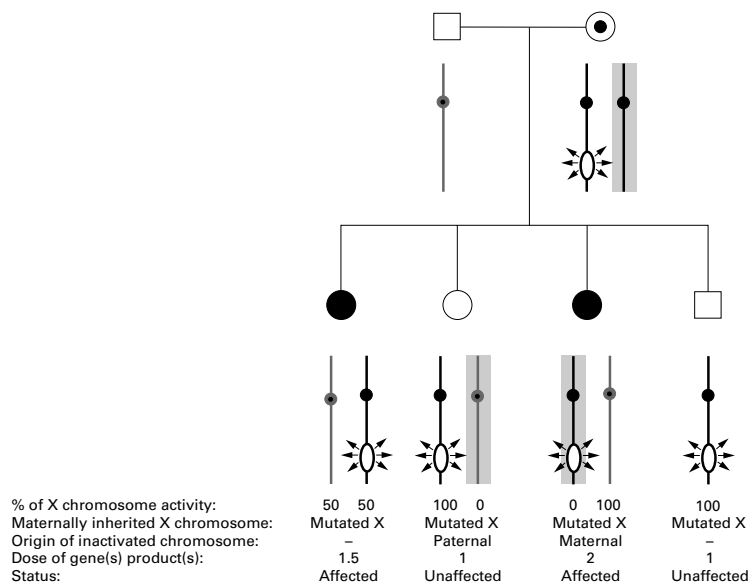 % of X chromosome activity: 50 50 100 0 0 100 100
Maternally inherited X chromosome: Mutated X Mutated X Mutated X Mutated X
Origin of inactivated chromosome: – Paternal Maternal –
Dose of gene(s) product(s): 1.5 1 2 1
Status: Affected Unaffected Affected Unaffected